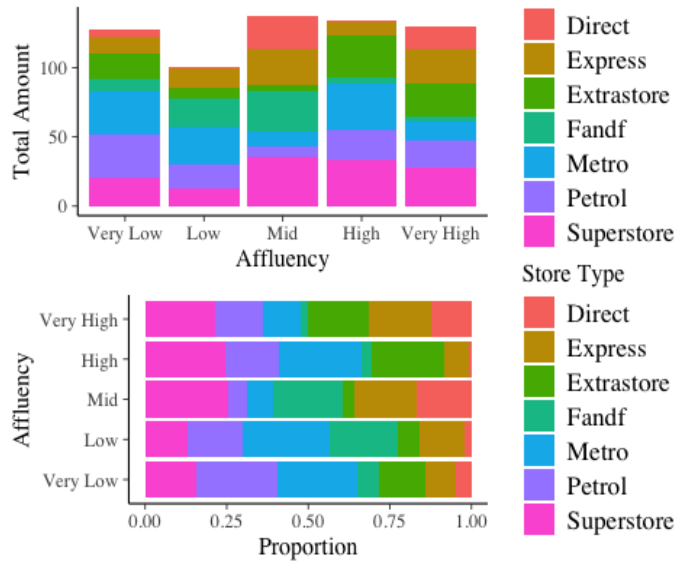 Total Amount
100
50
0
Very Low Low Mid High Very High
Affluency
Direct
Express
Extrastore
Fandf
Metro
Petrol
Superstore
Store Type
Affluency
Very High
High
Mid
Low
Very Low
0.00 0.25 0.50 0.75 1.00
Proportion
Direct
Express
Extrastore
Fandf
Metro
Petrol
Superstore